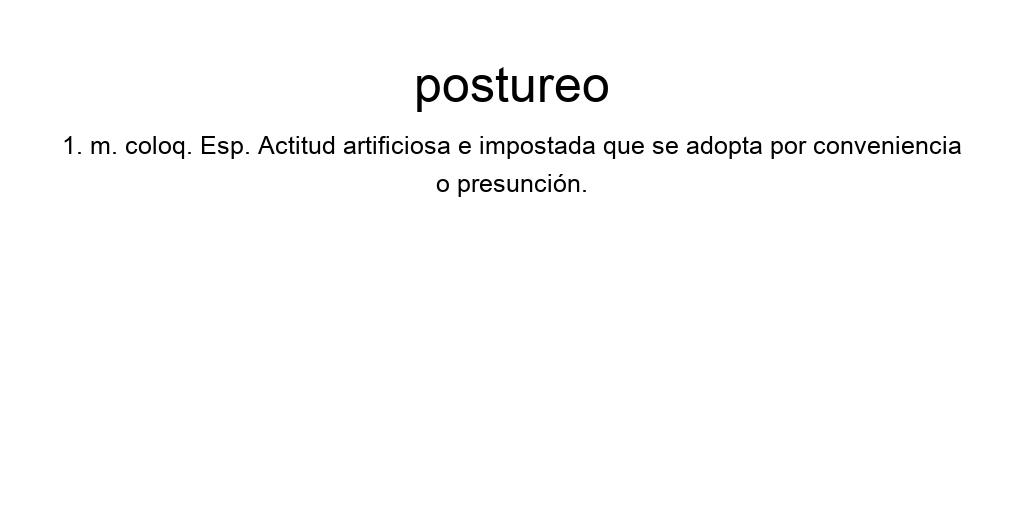 postureo
1. m. coloq. Esp. Actitud artificiosa e impostada que se adopta por conveniencia
o presunción.